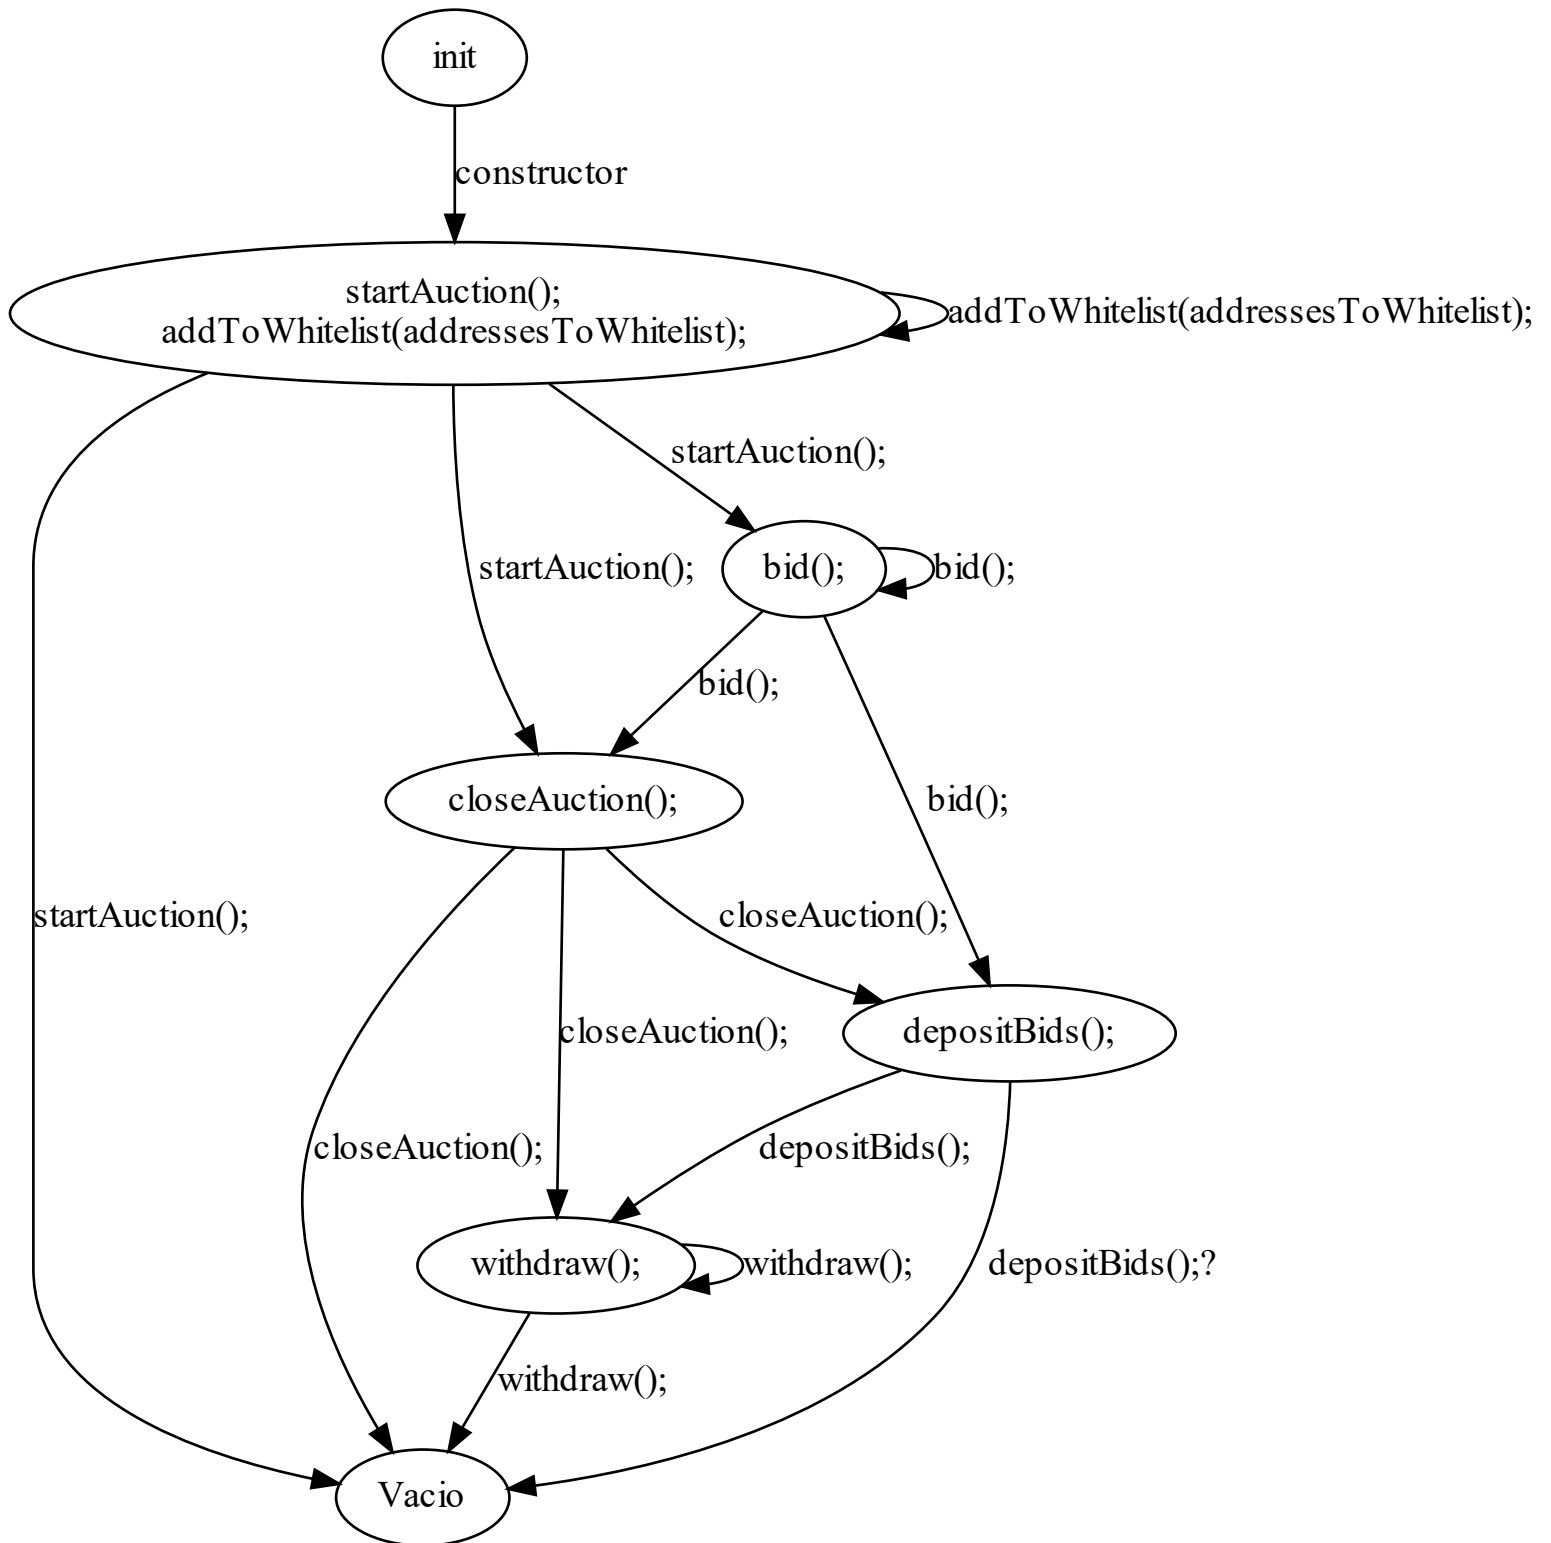 init
constructor
startAuction();
addToWhitelist(addressesToWhitelist);
addToWhitelist(addressesToWhitelist);
startAuction();
startAuction();
bid();
bid();
bid();
closeAuction();
bid();
startAuction();
closeAuction();
closeAuction();
depositBids();
closeAuction();
depositBids();
withdraw();
withdraw();
depositBids();?
withdraw();
Vacio